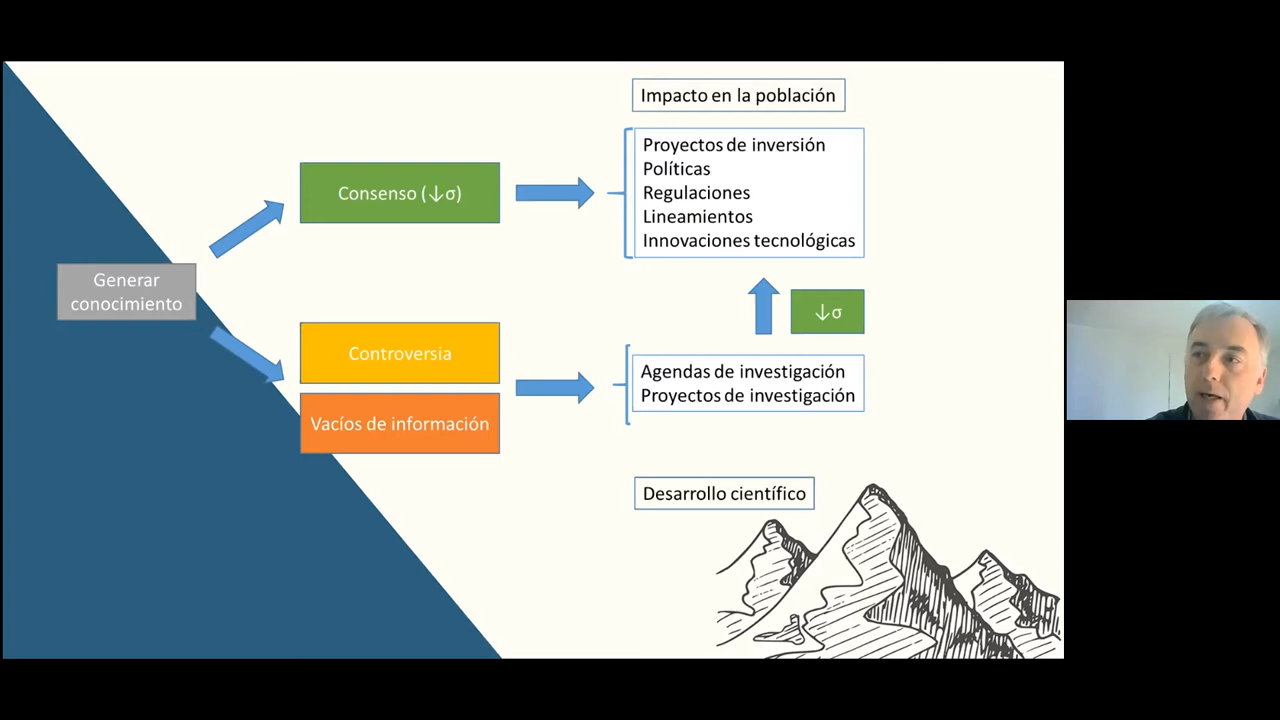 Impacto en la población
Proyectos de inversión
Políticas
Regulaciones
Lineamientos
Innovaciones tecnológicas
Consenso (↓σ)
Generar
conocimiento
↓σ
Controversia
Vacíos de información
Agendas de investigación
Proyectos de investigación
Desarrollo científico